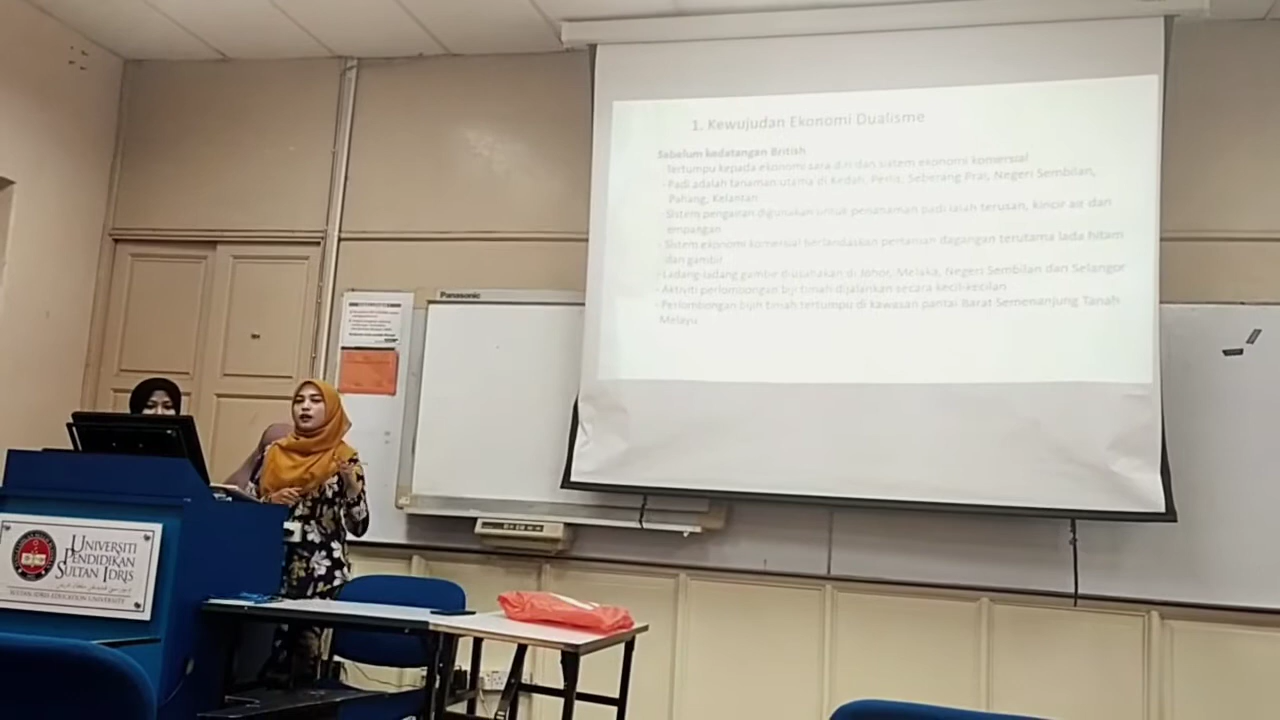 1. Kewujudan Ekonomi Dualisme
Sebelum kedatangan British
- Tertumpu kepada ekonomi sara diri dan sistem ekonomi komersial
- Padi adalah tanaman utama di Kedah, Perlis, Seberang Prai, Negeri Sembilan,
Pahang, Kelantan
- Sistem pengairan digunakan untuk penanaman padi ialah terusan, kincir air dan
empangan
- Sistem ekonomi komersial berlandaskan pertanian dagangan terutama lada hitam
dan gambir
- Ladang-ladang gambir diusahakan di Johor, Melaka, Negeri Sembilan dan Selangor
- Aktiviti perlombongan biji timah dijalankan secara kecil-kecilan
- Perlombongan bijih timah tertumpu di kawasan pantai Barat Semenanjung Tanah
Melayu
Panasonic
UNIVERSITI
PENDIDIKAN
SULTAN IDRIS
SULTAN IDRIS EDUCATION UNIVERSITY